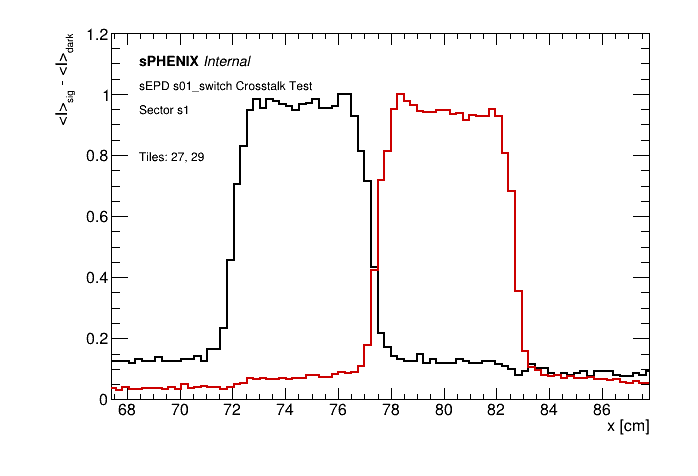 <I>sig - <I>dark
1.2
1
0.8
0.6
0.4
0.2
0
sPHENIX Internal
sEPD s01_switch Crosstalk Test
Sector s1
Tiles: 27, 29
68 70 72 74 76 78 80 82 84 86
x [cm]